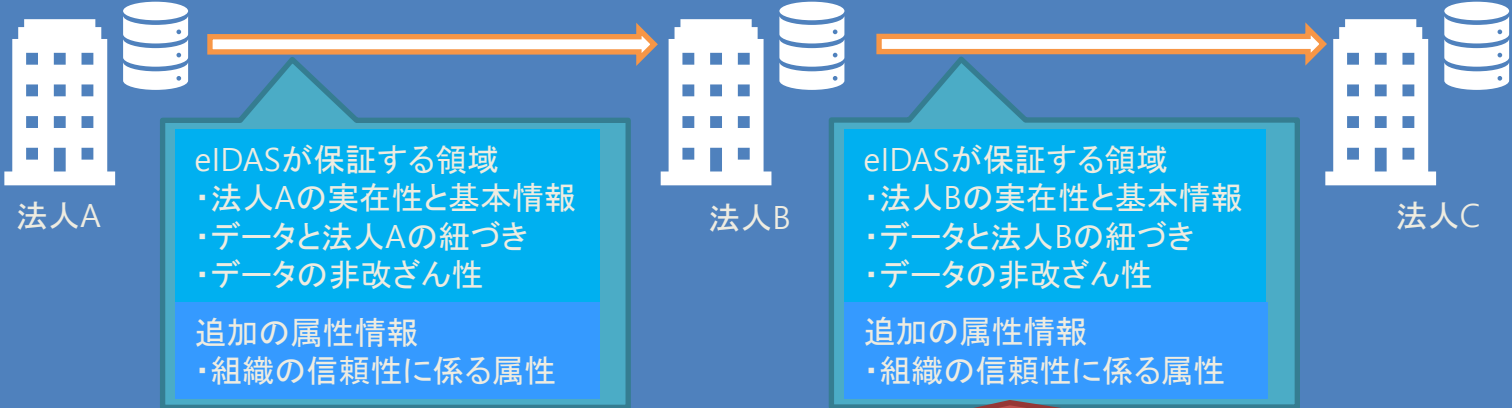 eIDASが保証する領域
・法人Aの実在性と基本情報
・データと法人Aの紐づき
・データの非改ざん性
追加の属性情報
・組織の信頼性に係る属性
eIDASが保証する領域
・法人Bの実在性と基本情報
・データと法人Bの紐づき
・データの非改ざん性
追加の属性情報
・組織の信頼性に係る属性
法人A
法人B
法人C